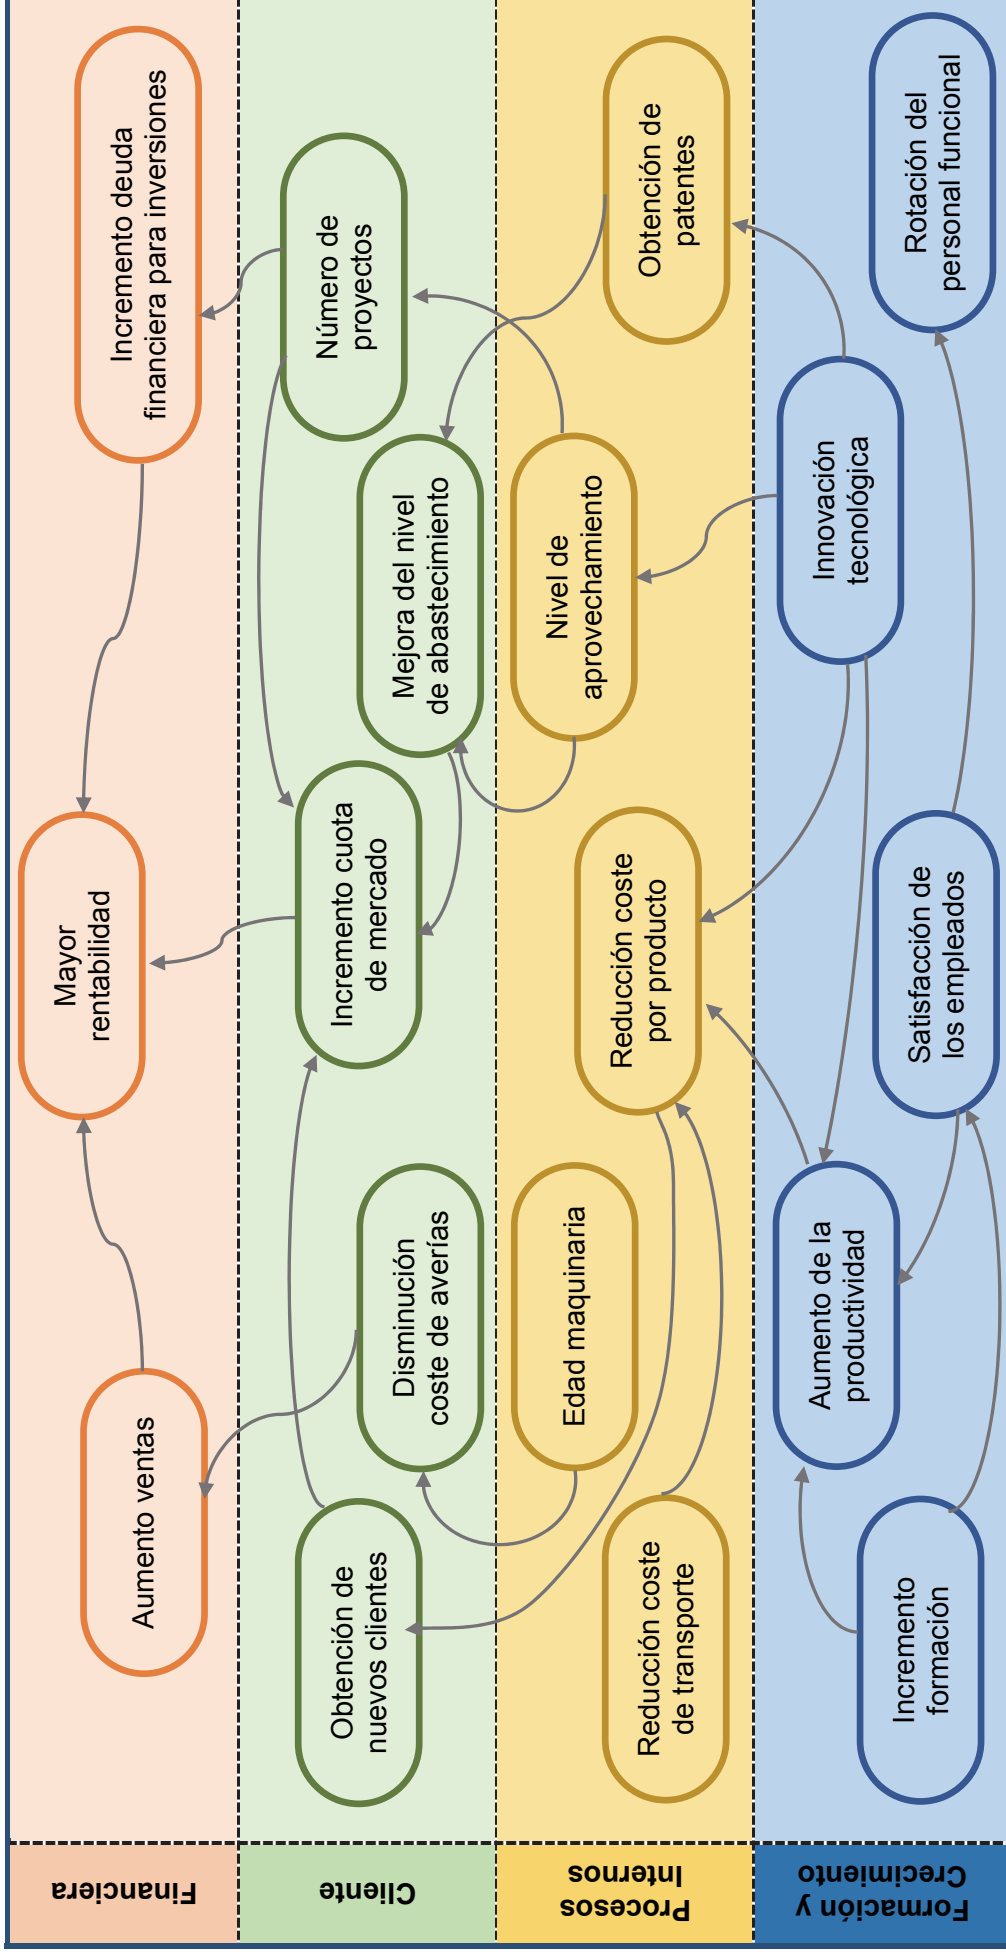 Financiera
Mayor
rentabilidad
Aumento ventas
Incremento deuda
financiera para inversiones
Cliente
Obtención de
nuevos clientes
Incremento cuota
de mercado
Número de
proyectos
Disminución
coste de averías
Mejora del nivel
de abastecimiento
Procesos
Internos
Edad maquinaria
Nivel de
aprovechamiento
Reducción coste
por producto
Reducción coste
de transporte
Obtención de
patentes
Formación y
Crecimiento
Aumento de la
productividad
Innovación
tecnológica
Incremento
formación
Satisfacción de
los empleados
Rotación del
personal funcional